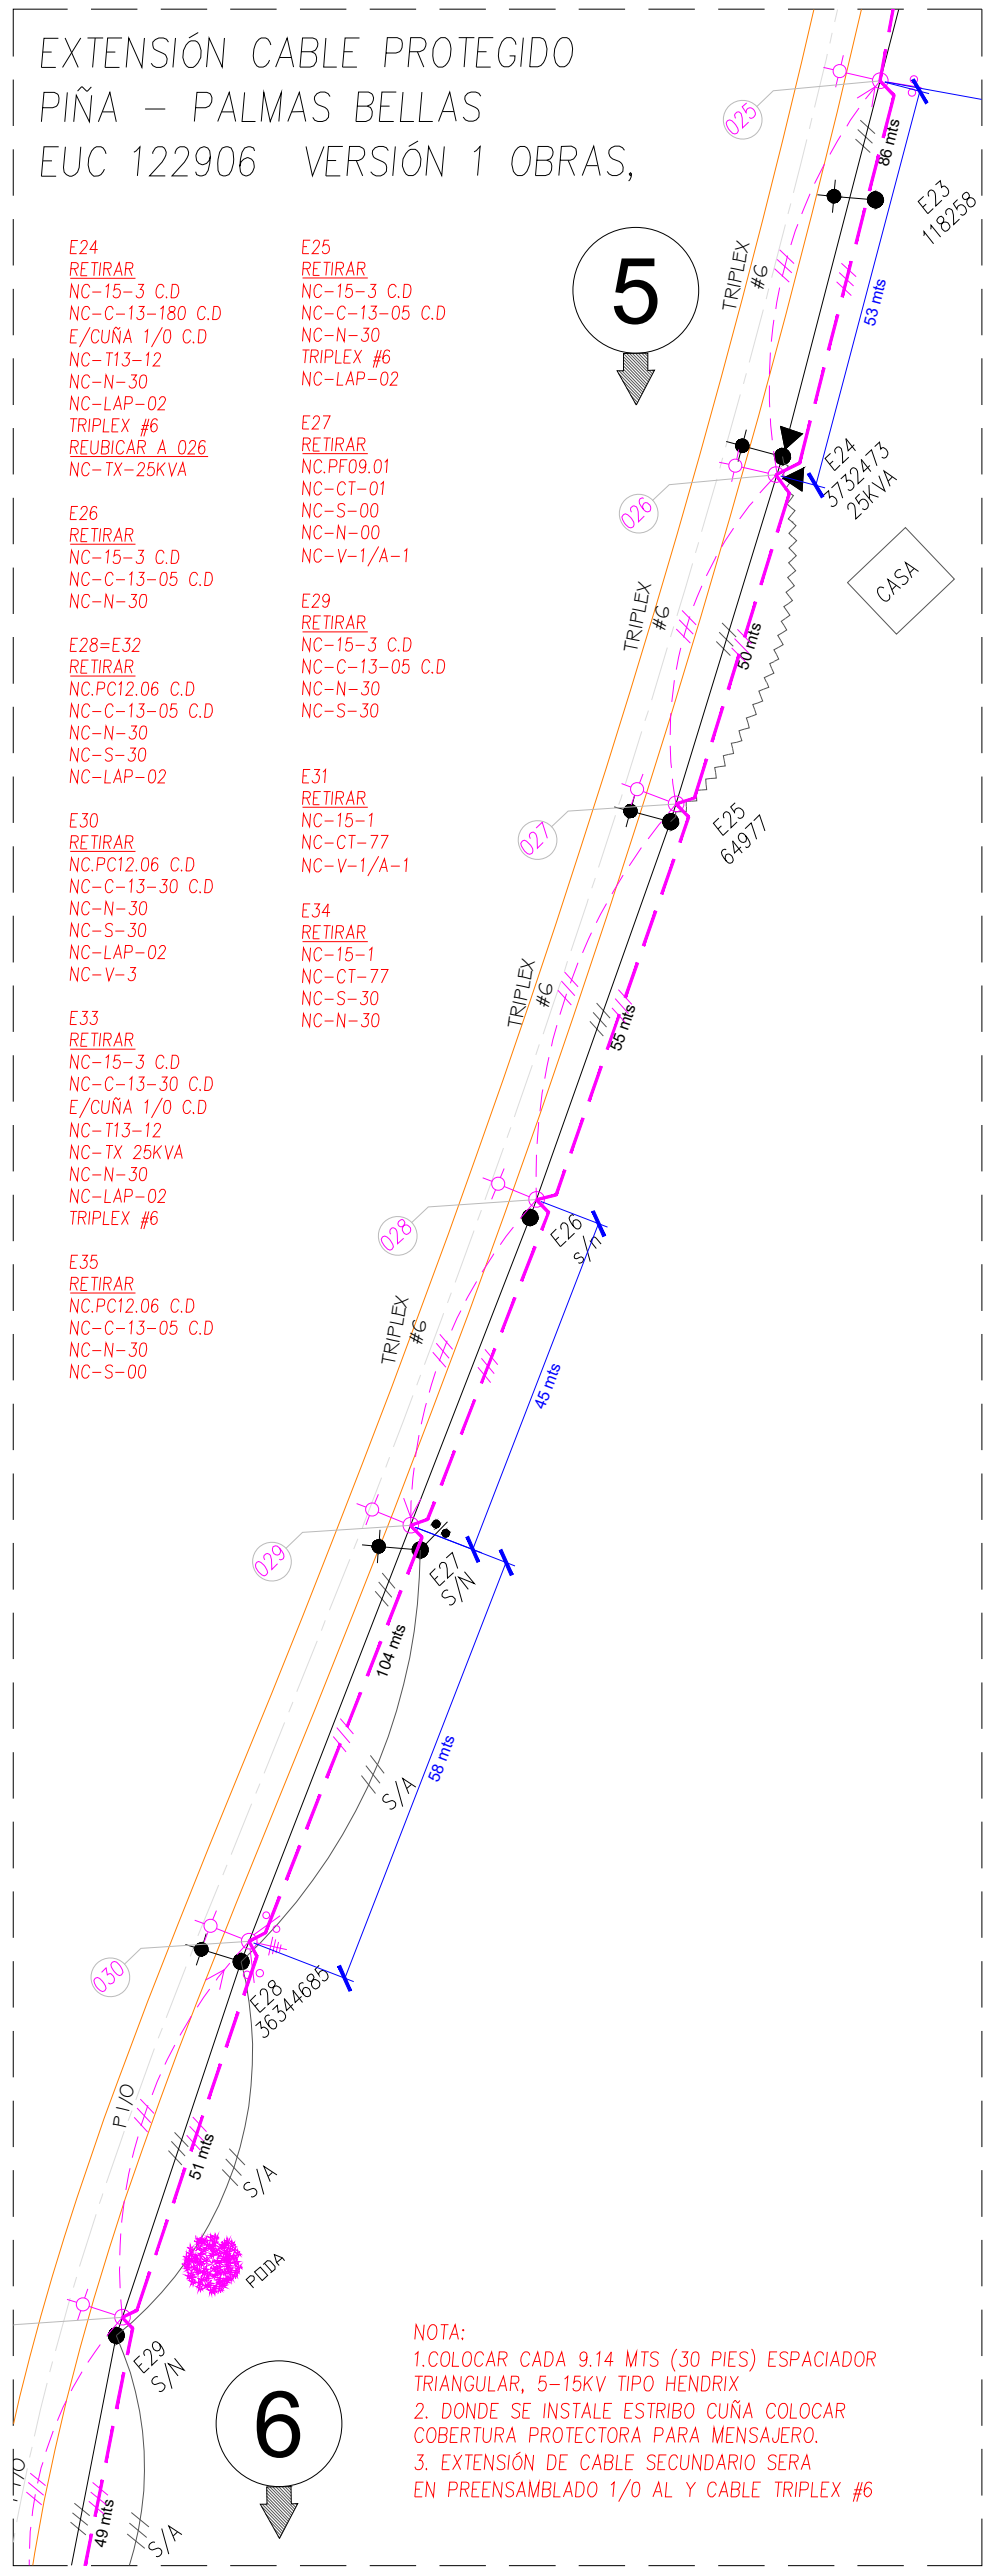 EXTENSIÓN CABLE PROTEGIDO
PIÑA - PALMAS BELLAS
EUC 122906 VERSIÓN 1 OBRAS,
E24
RETIRAR
NC-15-3 C.D
NC-C-13-180 C.D
E/CUÑA 1/0 C.D
NC-T13-12
NC-N-30
NC-LAP-02
TRIPLEX #6
REUBICAR A 026
NC-TX-25KVA
E26
RETIRAR
NC-15-3 C.D
NC-C-13-05 C.D
NC-N-30
E28=E32
RETIRAR
NC.PC12.06 C.D
NC-C-13-05 C.D
NC-N-30
NC-S-30
NC-LAP-02
E30
RETIRAR
NC.PC12.06 C.D
NC-C-13-30 C.D
NC-N-30
NC-S-30
NC-LAP-02
NC-V-3
E33
RETIRAR
NC-15-3 C.D
NC-C-13-30 C.D
E/CUÑA 1/0 C.D
NC-T13-12
NC-TX 25KVA
NC-N-30
NC-LAP-02
TRIPLEX #6
E35
RETIRAR
NC.PC12.06 C.D
NC-C-13-05 C.D
NC-N-30
NC-S-00
E25
RETIRAR
NC-15-3 C.D
NC-C-13-05 C.D
NC-N-30
TRIPLEX #6
NC-LAP-02
E27
RETIRAR
NC.PF09.01
NC-CT-01
NC-S-00
NC-N-00
NC-V-1/A-1
E29
RETIRAR
NC-15-3 C.D
NC-C-13-05 C.D
NC-N-30
NC-S-30
E31
RETIRAR
NC-15-1
NC-CT-77
NC-V-1/A-1
E34
RETIRAR
NC-15-1
NC-CT-77
NC-S-30
NC-N-30
5
025
86 mts
E23
118258
TRIPLEX
#6
53 mts
026
E24
3732473
25KVA
CASA
TRIPLEX
#6
50 mts
027
E25
64977
TRIPLEX
#6
55 mts
028
E26
s/n
TRIPLEX
#6
45 mts
029
E27
S/N
104 mts
S/A
58 mts
030
E28
36344685
P 1/0
51 mts
S/A
PODA
E29
S/N
6
1/0
49 mts
S/A
NOTA:
1.COLOCAR CADA 9.14 MTS (30 PIES) ESPACIADOR
TRIANGULAR, 5-15KV TIPO HENDRIX
2. DONDE SE INSTALE ESTRIBO CUÑA COLOCAR
COBERTURA PROTECTORA PARA MENSAJERO.
3. EXTENSIÓN DE CABLE SECUNDARIO SERA
EN PREENSAMBLADO 1/0 AL Y CABLE TRIPLEX #6